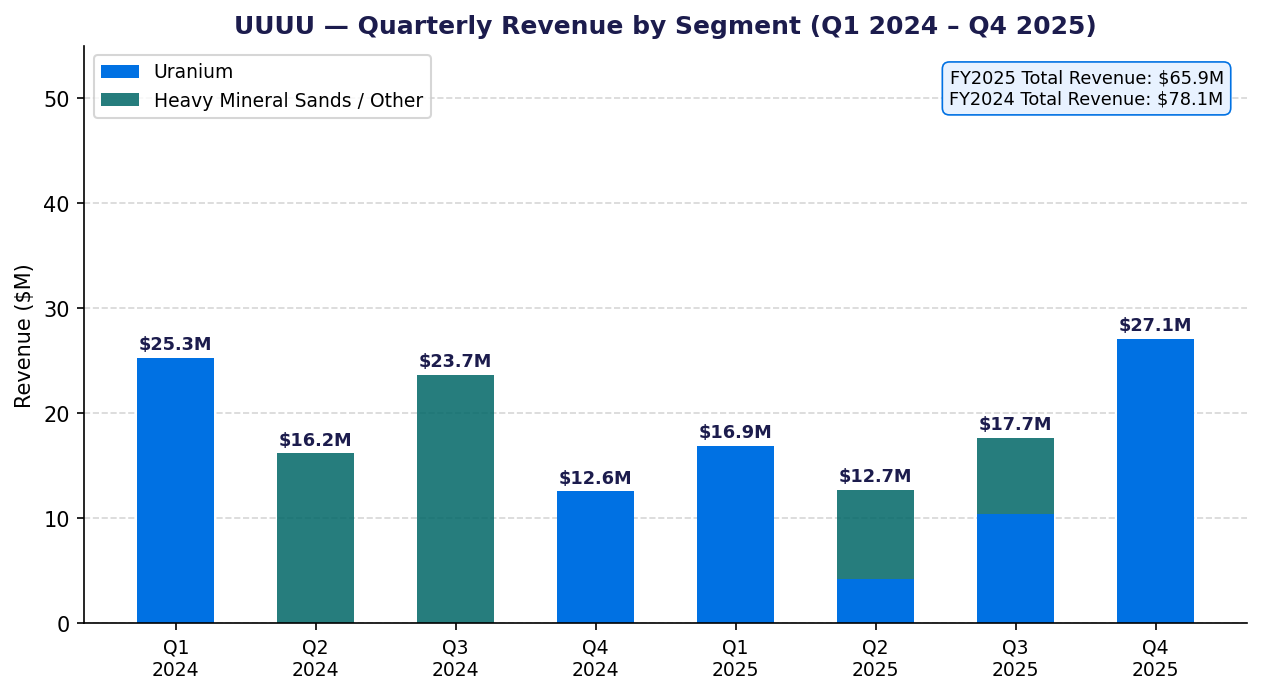 UUUU — Quarterly Revenue by Segment (Q1 2024 – Q4 2025)
Uranium
Heavy Mineral Sands / Other
FY2025 Total Revenue: $65.9M
FY2024 Total Revenue: $78.1M
Revenue ($M)
50
40
30
20
10
0
$25.3M
$16.2M
$23.7M
$12.6M
$16.9M
$12.7M
$17.7M
$27.1M
Q1
2024
Q2
2024
Q3
2024
Q4
2024
Q1
2025
Q2
2025
Q3
2025
Q4
2025